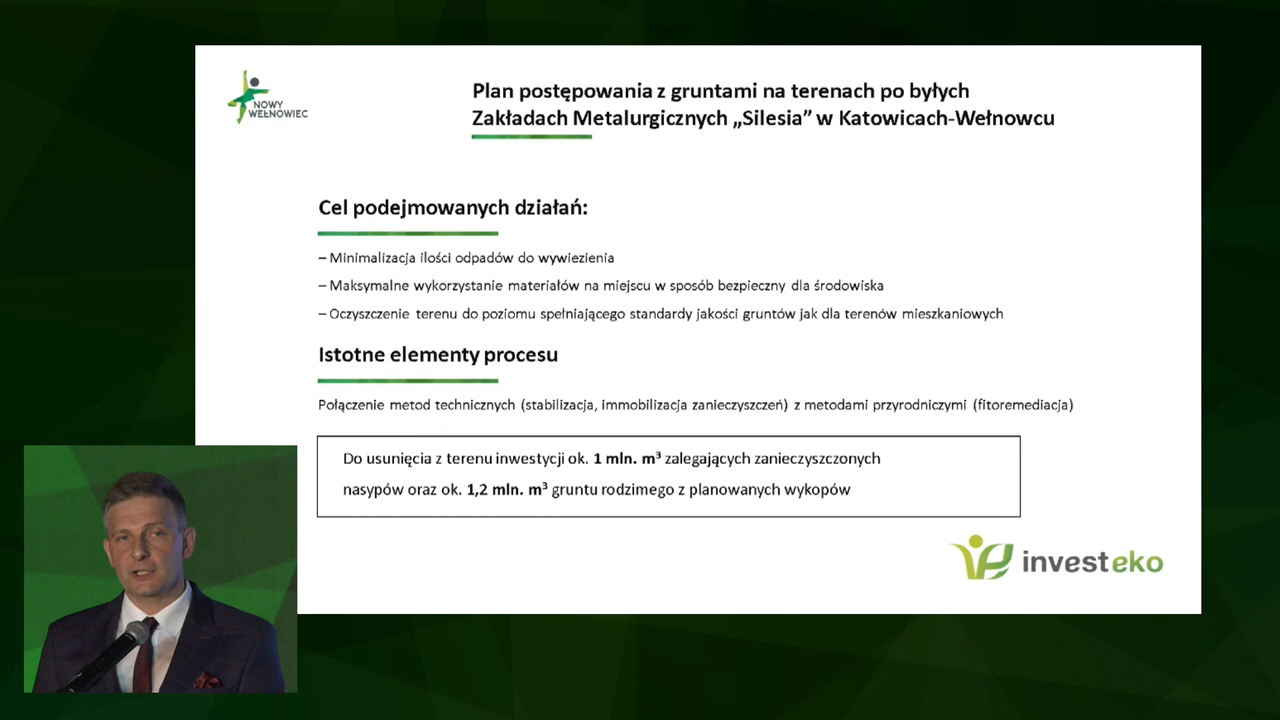 NOWY
WEŁNOWIEC
Plan postępowania z gruntami na terenach po byłych
Zakładach Metalurgicznych „Silesia” w Katowicach-Wełnowcu
Cel podejmowanych działań:
– Minimalizacja ilości odpadów do wywiezienia
– Maksymalne wykorzystanie materiałów na miejscu w sposób bezpieczny dla środowiska
– Oczyszczenie terenu do poziomu spełniającego standardy jakości gruntów jak dla terenów mieszkaniowych
Istotne elementy procesu
Połączenie metod technicznych (stabilizacja, immobilizacja zanieczyszczeń) z metodami przyrodniczymi (fitoremediacja)
Do usunięcia z terenu inwestycji ok. 1 mln. m³ zalegających zanieczyszczonych
nasypów oraz ok. 1,2 mln. m³ gruntu rodzimego z planowanych wykopów
investeko